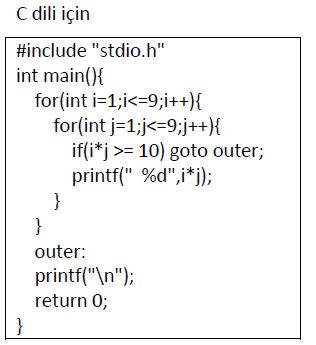 C dili için
#include "stdio.h"
int main(){
for(int i=1;i<=9;i++){
for(int j=1;j<=9;j++){
if(i*j >= 10) goto outer;
printf("  %d",i*j);
}
}
outer:
printf("\n");
return 0;
}